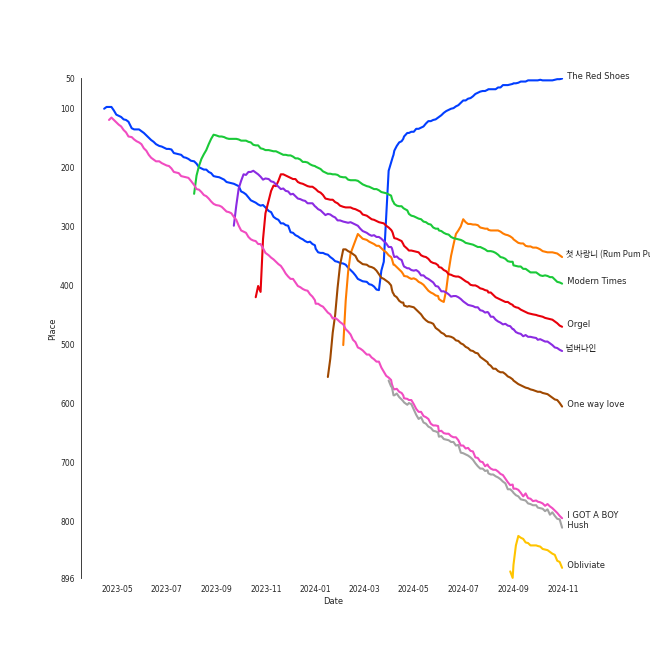 50
100
200
300
400
500
600
700
800
896
Place
2023-05
2023-07
2023-09
2023-11
2024-01
2024-03
2024-05
2024-07
2024-09
2024-11
Date
The Red Shoes
첫 사랑니 (Rum Pum Pu
Modern Times
Orgel
넘버나인
One way love
I GOT A BOY
Hush
Obliviate